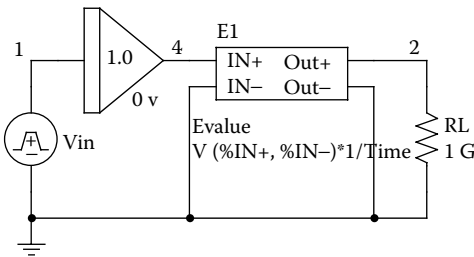 E1
1
1.0
4
IN+ Out+
2
IN− Out−
0 v
Vin
Evalue
V (%IN+, %IN−)*1/Time
RL
1 G